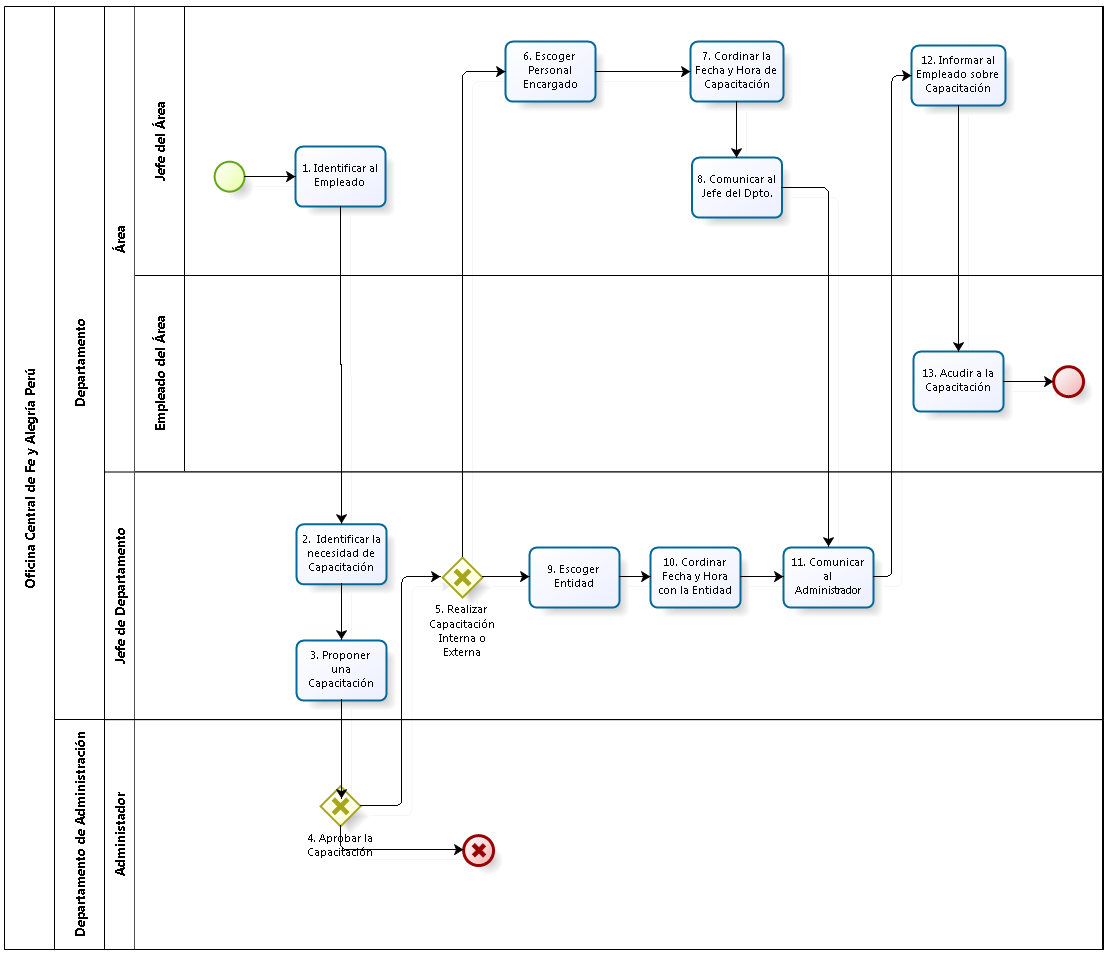 Oficina Central de Fe y Alegría Perú
Departamento
Área
Jefe del Área
1. Identificar al
Empleado
6. Escoger
Personal
Encargado
7. Cordinar la
Fecha y Hora de
Capacitación
8. Comunicar al
Jefe del Dpto.
12. Informar al
Empleado sobre
Capacitación
Empleado del Área
13. Acudir a la
Capacitación
Jefe de Departamento
2. Identificar la
necesidad de
Capacitación
3. Proponer
una
Capacitación
5. Realizar
Capacitación
Interna o
Externa
9. Escoger
Entidad
10. Cordinar
Fecha y Hora
con la Entidad
11. Comunicar
al
Administrador
Departamento de Administración
Administador
4. Aprobar la
Capacitación